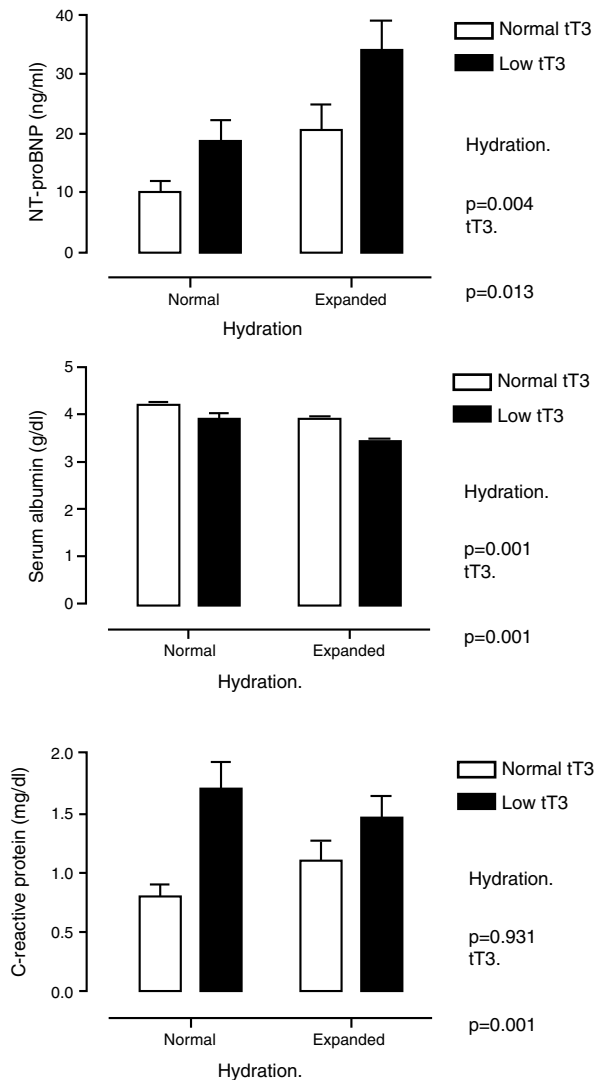 NT-proBNP (ng/ml)
40
30
20
10
0
Normal
Expanded
Hydration
Normal tT3
Low tT3
Hydration.
p=0.004
tT3.
p=0.013
Serum albumin (g/dl)
5
4
3
2
1
0
Normal
Expanded
Hydration.
Normal tT3
Low tT3
Hydration.
p=0.001
tT3.
p=0.001
C-reactive protein (mg/dl)
2.0
1.5
1.0
0.5
0.0
Normal
Expanded
Hydration.
Normal tT3
Low tT3
Hydration.
p=0.931
tT3.
p=0.001